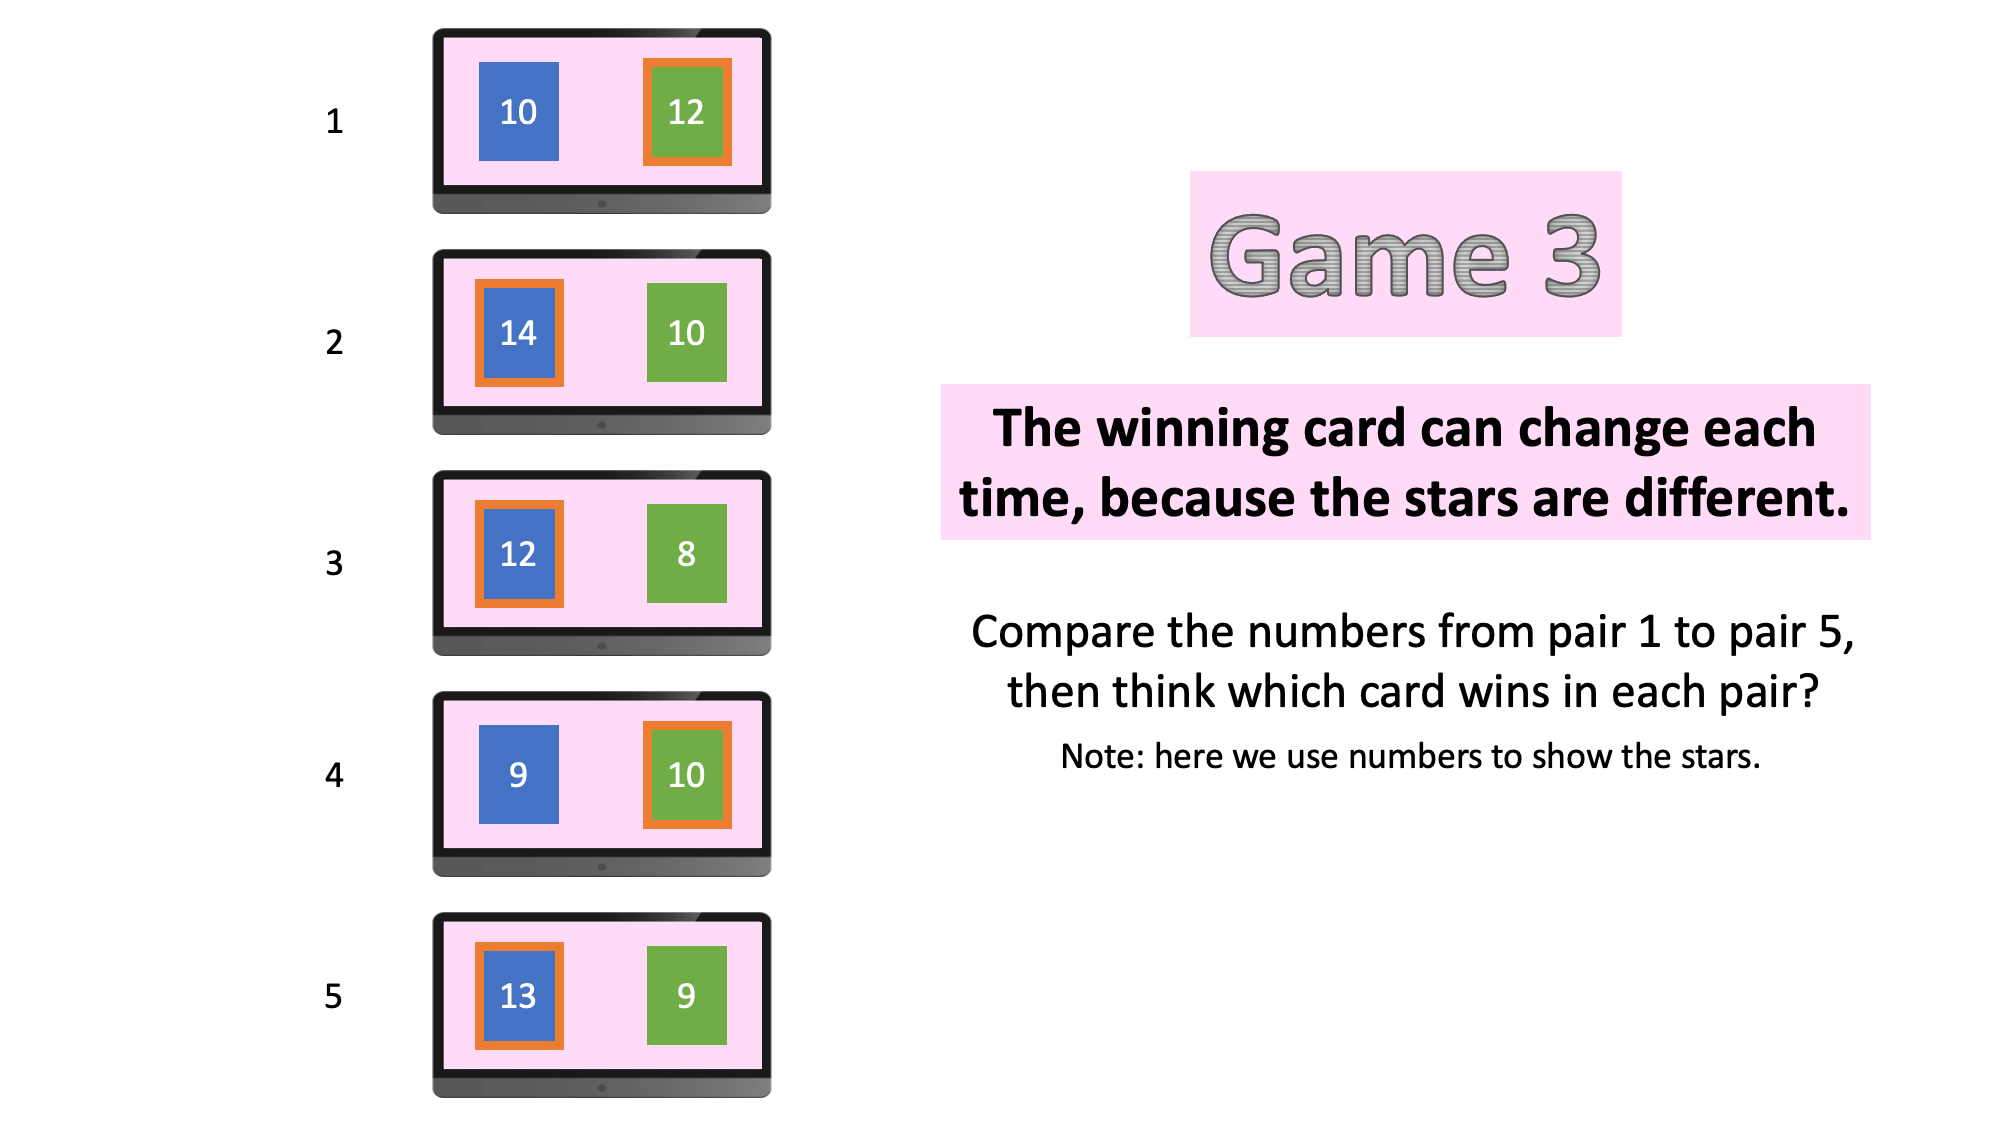 1
10 12
2
14 10
3
12 8
4
9 10
5
13 9
Game 3
The winning card can change each
time, because the stars are different.
Compare the numbers from pair 1 to pair 5,
then think which card wins in each pair?
Note: here we use numbers to show the stars.